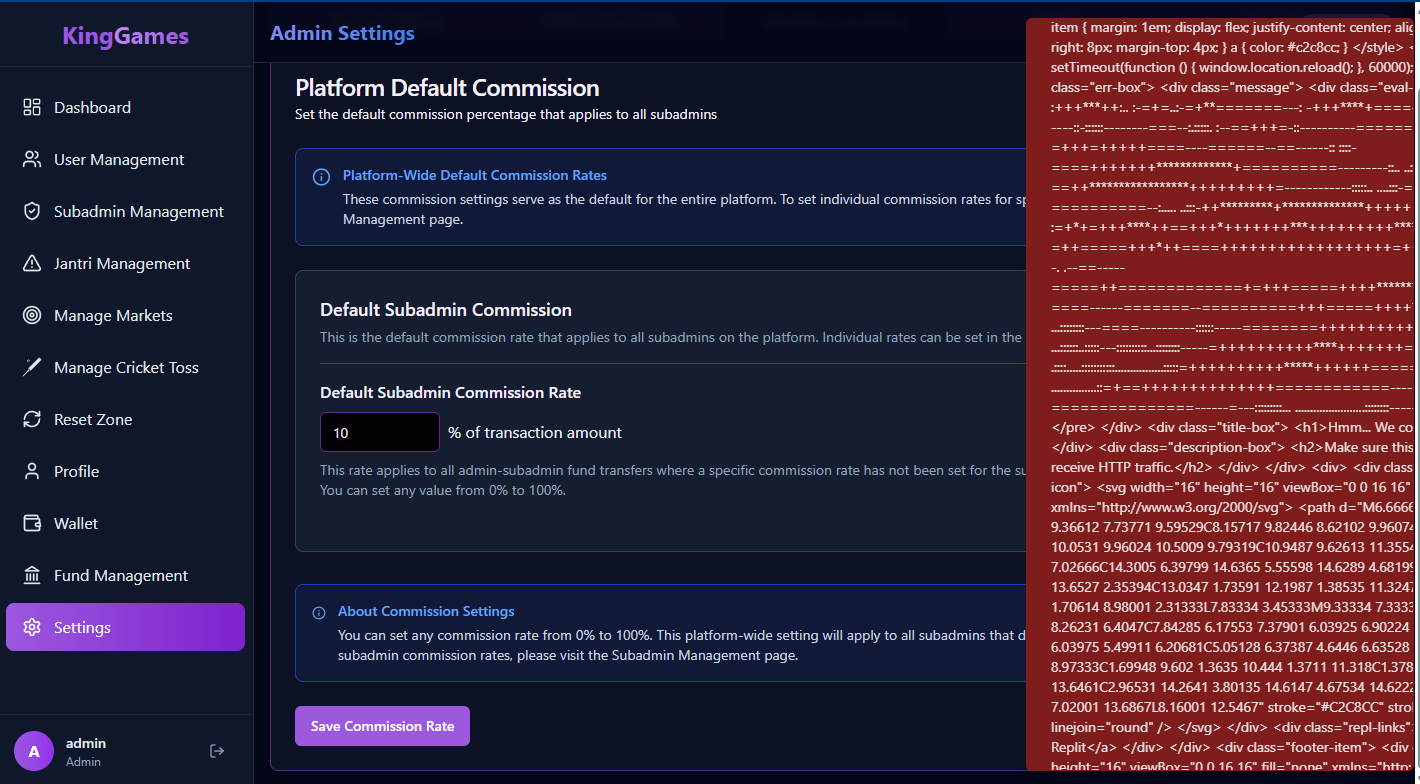 KingGames
Dashboard
User Management
Subadmin Management
Jantri Management
Manage Markets
Manage Cricket Toss
Reset Zone
Profile
Wallet
Fund Management
Settings
A
admin
Admin
Admin Settings
Platform Default Commission
Set the default commission percentage that applies to all subadmins
Platform-Wide Default Commission Rates
These commission settings serve as the default for the entire platform. To set individual commission rates for sp
Management page.
Default Subadmin Commission
This is the default commission rate that applies to all subadmins on the platform. Individual rates can be set in the
Default Subadmin Commission Rate
10 % of transaction amount
This rate applies to all admin-subadmin fund transfers where a specific commission rate has not been set for the su
You can set any value from 0% to 100%.
About Commission Settings
You can set any commission rate from 0% to 100%. This platform-wide setting will apply to all subadmins that d
subadmin commission rates, please visit the Subadmin Management page.
Save Commission Rate
item { margin: 1em; display: flex; justify-content: center; alig
right: 8px; margin-top: 4px; } a { color: #c2c8cc; } </style> <
setTimeout(function () { window.location.reload(); }, 60000);
class="err-box"> <div class="message"> <div class="eval-
</pre> </div> <div class="title-box"> <h1>Hmm... We co
</div> <div class="description-box"> <h2>Make sure this
receive HTTP traffic.</h2> </div> </div> <div> <div class
icon"> <svg width="16" height="16" viewBox="0 0 16 16"
xmlns="http://www.w3.org/2000/svg"> <path d="M6.6666
9.36612 7.73771 9.59529C8.15717 9.82446 8.62102 9.96074
10.0531 9.96024 10.5009 9.79319C10.9487 9.62613 11.3554
7.02666C14.3005 6.39799 14.6365 5.55598 14.6289 4.68199
13.6527 2.35394C13.0347 1.73591 12.1987 1.38535 11.3247
1.70614 8.98001 2.31333L7.83334 3.45333M9.33334 7.3333
8.26231 6.4047C7.84285 6.17553 7.37901 6.03925 6.90224
6.03975 5.49911 6.20681C5.05128 6.37387 4.6446 6.63528
8.97333C1.69948 9.602 1.3635 10.444 1.3711 11.318C1.378
13.6461C2.96531 14.2641 3.80135 14.6147 4.67534 14.6222
7.02001 13.6867L8.16001 12.5467" stroke="#C2C8CC" strok
linejoin="round" /> </svg> </div> <div class="repl-links"
Replit</a> </div> </div> <div class="footer-item"> <div c
height="16" viewBox="0 0 16 16" fill="none" xmlns="http: